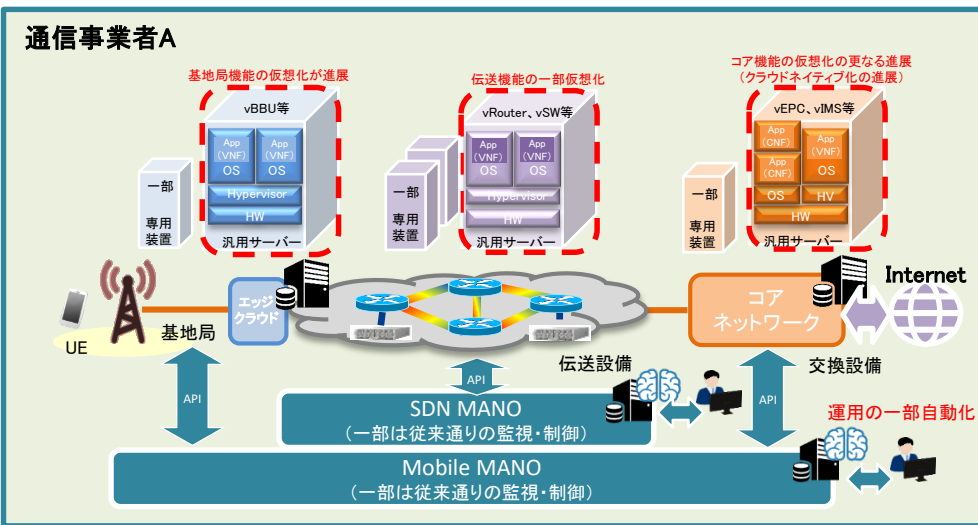 通信事業者A
基地局機能の仮想化が進展
vBBU等
App
(VNF)
OS
App
(VNF)
OS
Hypervisor
HW
汎用サーバー
一部
専用
装置
伝送機能の一部仮想化
vRouter、vSW等
App
(VNF)
OS
App
(VNF)
OS
Hypervisor
HW
汎用サーバー
一部
専用
装置
コア機能の仮想化の更なる進展
(クラウドネイティブ化の進展)
vEPC、vIMS等
App
(CNF)
App
(CNF)
OS
App
(VNF)
OS
HV
HW
汎用サーバー
一部
専用
装置
UE
基地局
エッジ
クラウド
伝送設備
コア
ネットワーク
交換設備
Internet
API
API
API
SDN MANO
(一部は従来通りの監視・制御)
運用の一部自動化
Mobile MANO
(一部は従来通りの監視・制御)